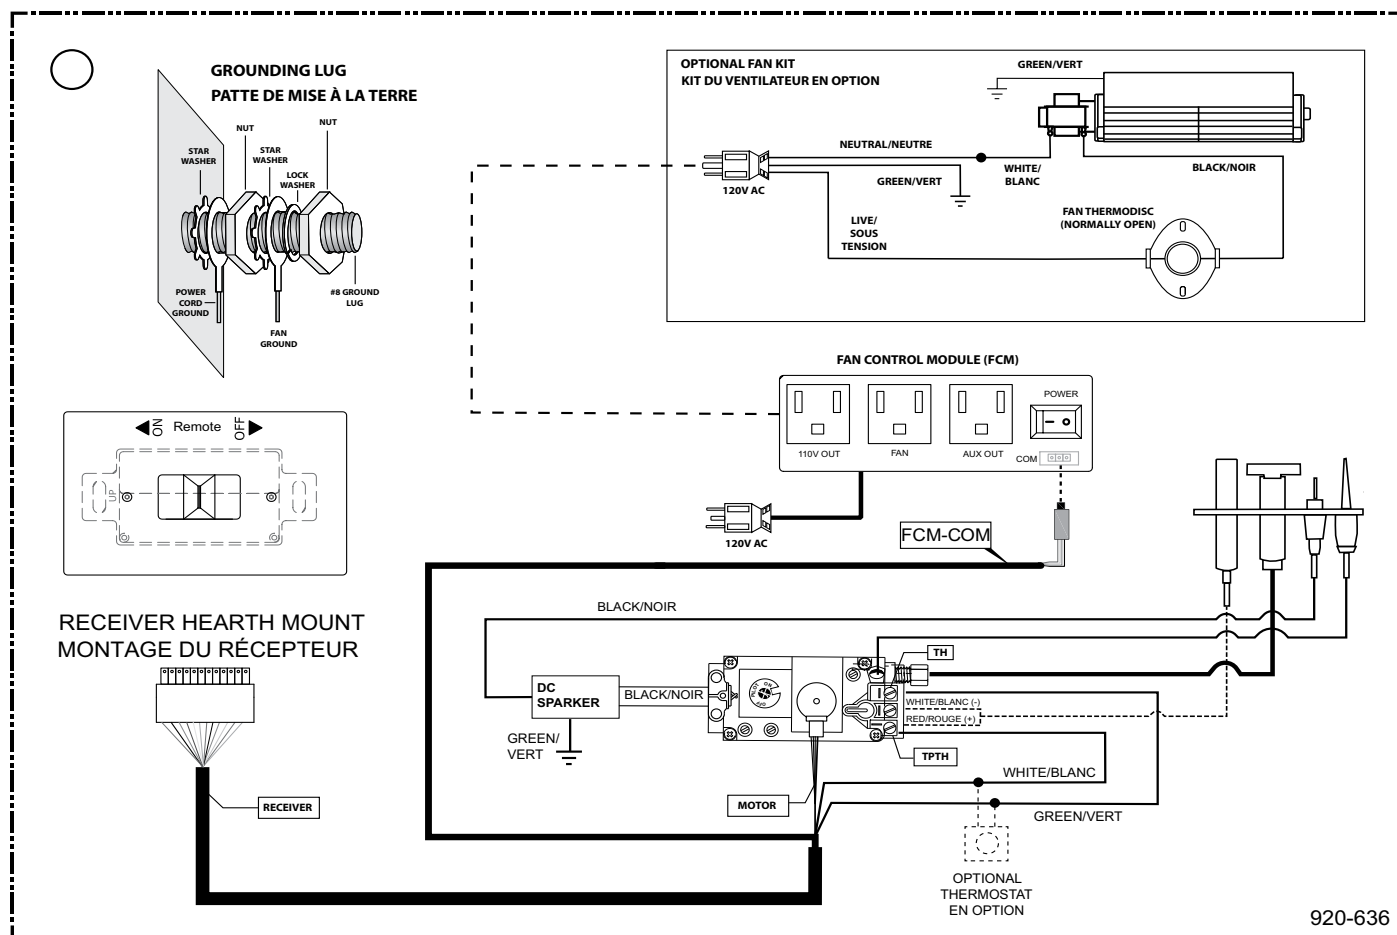 GROUNDING LUG
PATTE DE MISE À LA TERRE
NUT
NUT
STAR
WASHER
STAR
WASHER
LOCK
WASHER
POWER
CORD
GROUND
FAN
GROUND
#8 GROUND
LUG
OPTIONAL FAN KIT
KIT DU VENTILATEUR EN OPTION
GREEN/VERT
NEUTRAL/NEUTRE
120V AC
GREEN/VERT
WHITE/
BLANC
BLACK/NOIR
LIVE/
SOUS
TENSION
FAN THERMODISC
(NORMALLY OPEN)
FAN CONTROL MODULE (FCM)
POWER
110V OUT
FAN
AUX OUT
COM
120V AC
FCM-COM
ON
Remote
OFF
UP
RECEIVER HEARTH MOUNT
MONTAGE DU RÉCEPTEUR
RECEIVER
BLACK/NOIR
DC
SPARKER
BLACK/NOIR
GREEN/
VERT
PILOT
ON
OFF
TH
WHITE/BLANC (-)
RED/ROUGE (+)
TPTH
MOTOR
WHITE/BLANC
GREEN/VERT
OPTIONAL
THERMOSTAT
EN OPTION
920-636